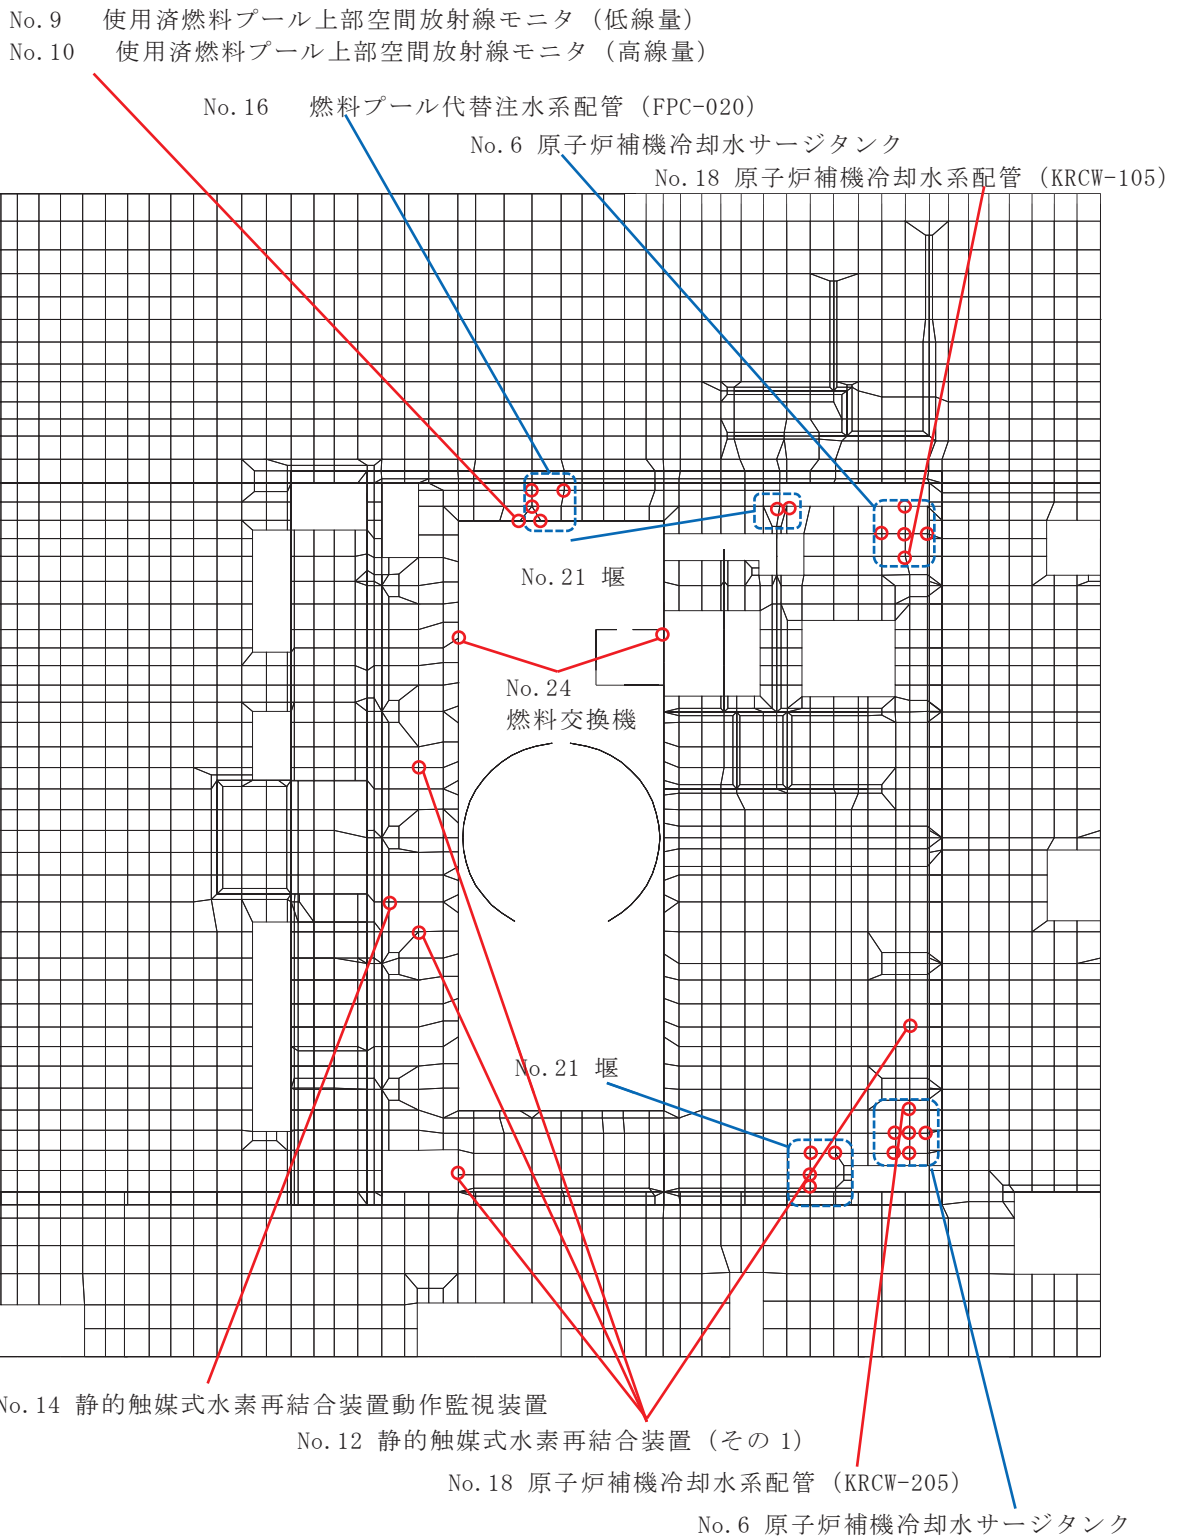 No.9 使用済燃料プール上部空間放射線モニタ（低線量）
No.10 使用済燃料プール上部空間放射線モニタ（高線量）
No.16 燃料プール代替注水系配管（FPC-020）
No.6 原子炉補機冷却水サージタンク
No.18 原子炉補機冷却水系配管（KRCW-105）
No.21 堰
No.24
燃料交換機
No.21 堰
No.14 静的触媒式水素再結合装置動作監視装置
No.12 静的触媒式水素再結合装置（その 1）
No.18 原子炉補機冷却水系配管（KRCW-205）
No.6 原子炉補機冷却水サージタンク